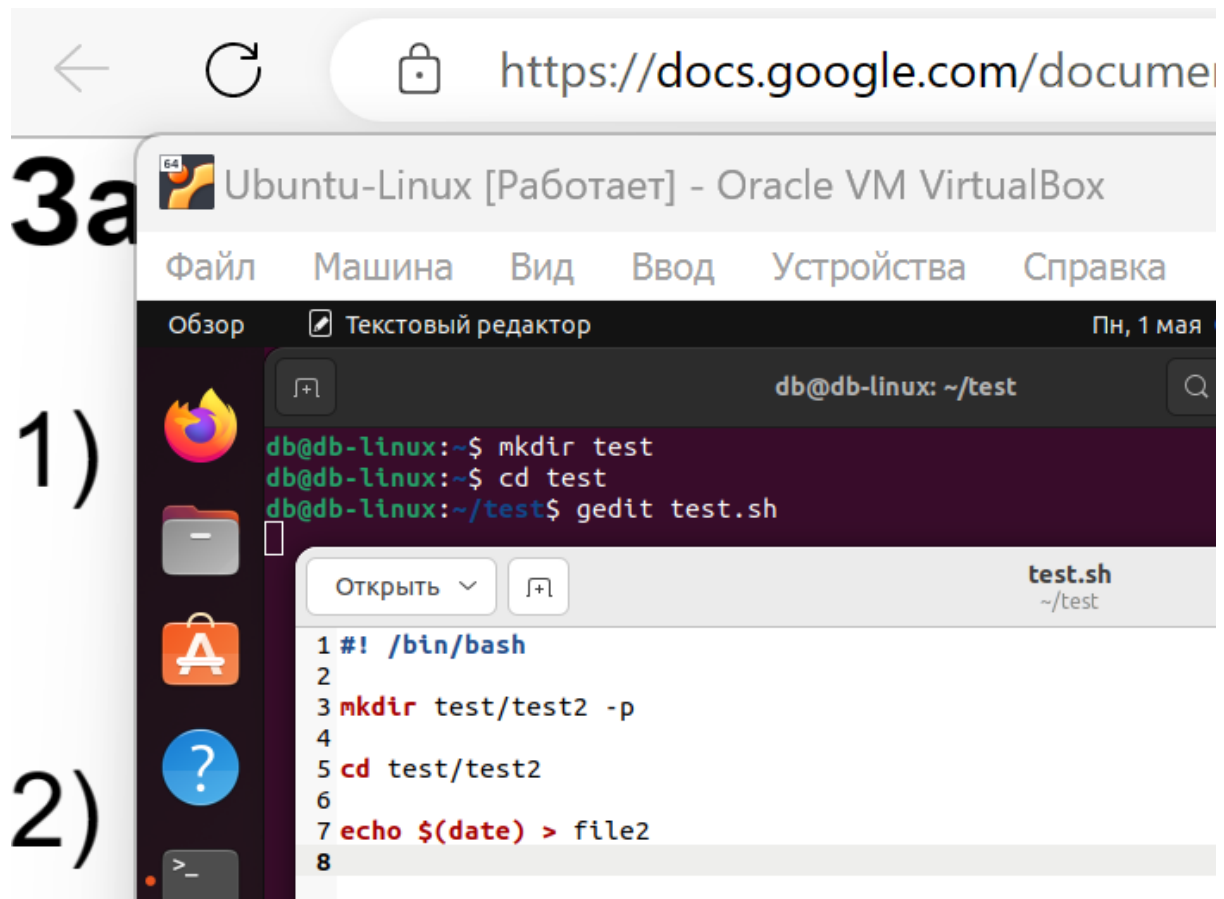 https://docs.google.com/documen
За
64
Ubuntu-Linux [Работает] - Oracle VM VirtualBox
Файл Машина Вид Ввод Устройства Справка
Обзор Текстовый редактор Пн, 1 мая
db@db-linux: ~/test
1)
db@db-linux:~$ mkdir test
db@db-linux:~$ cd test
db@db-linux:~/test$ gedit test.sh
Открыть test.sh
~/test
1 #! /bin/bash
2
3 mkdir test/test2 -p
4
5 cd test/test2
6
2)
7 echo $(date) > file2
8
>_